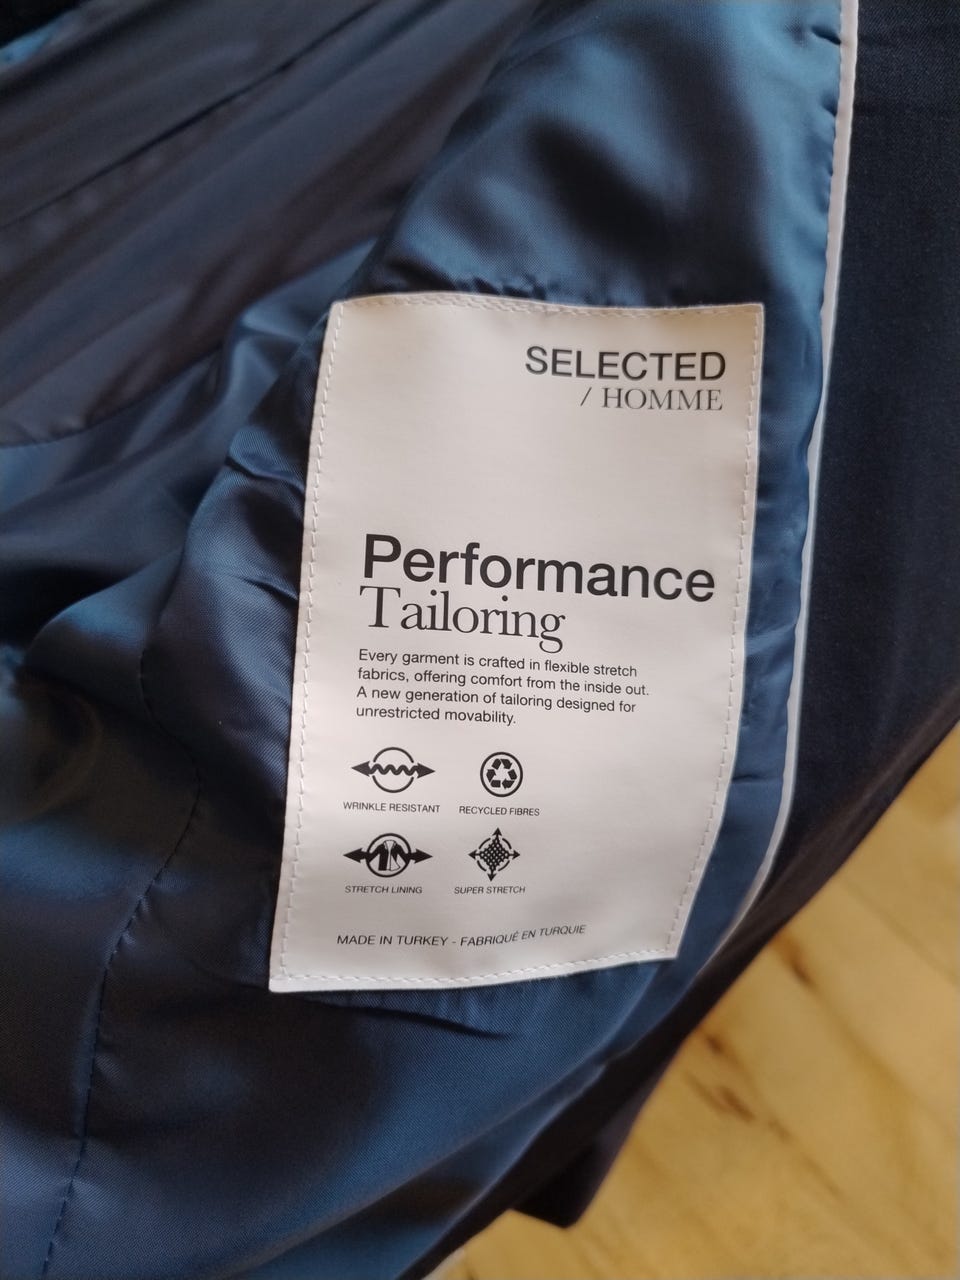 SELECTED
/ HOMME
Performance
Tailoring
Every garment is crafted in flexible stretch
fabrics, offering comfort from the inside out.
A new generation of tailoring designed for
unrestricted movability.
WRINKLE RESISTANT
RECYCLED FIBRES
STRETCH LINING
SUPER STRETCH
MADE IN TURKEY - FABRIQUÉ EN TURQUIE